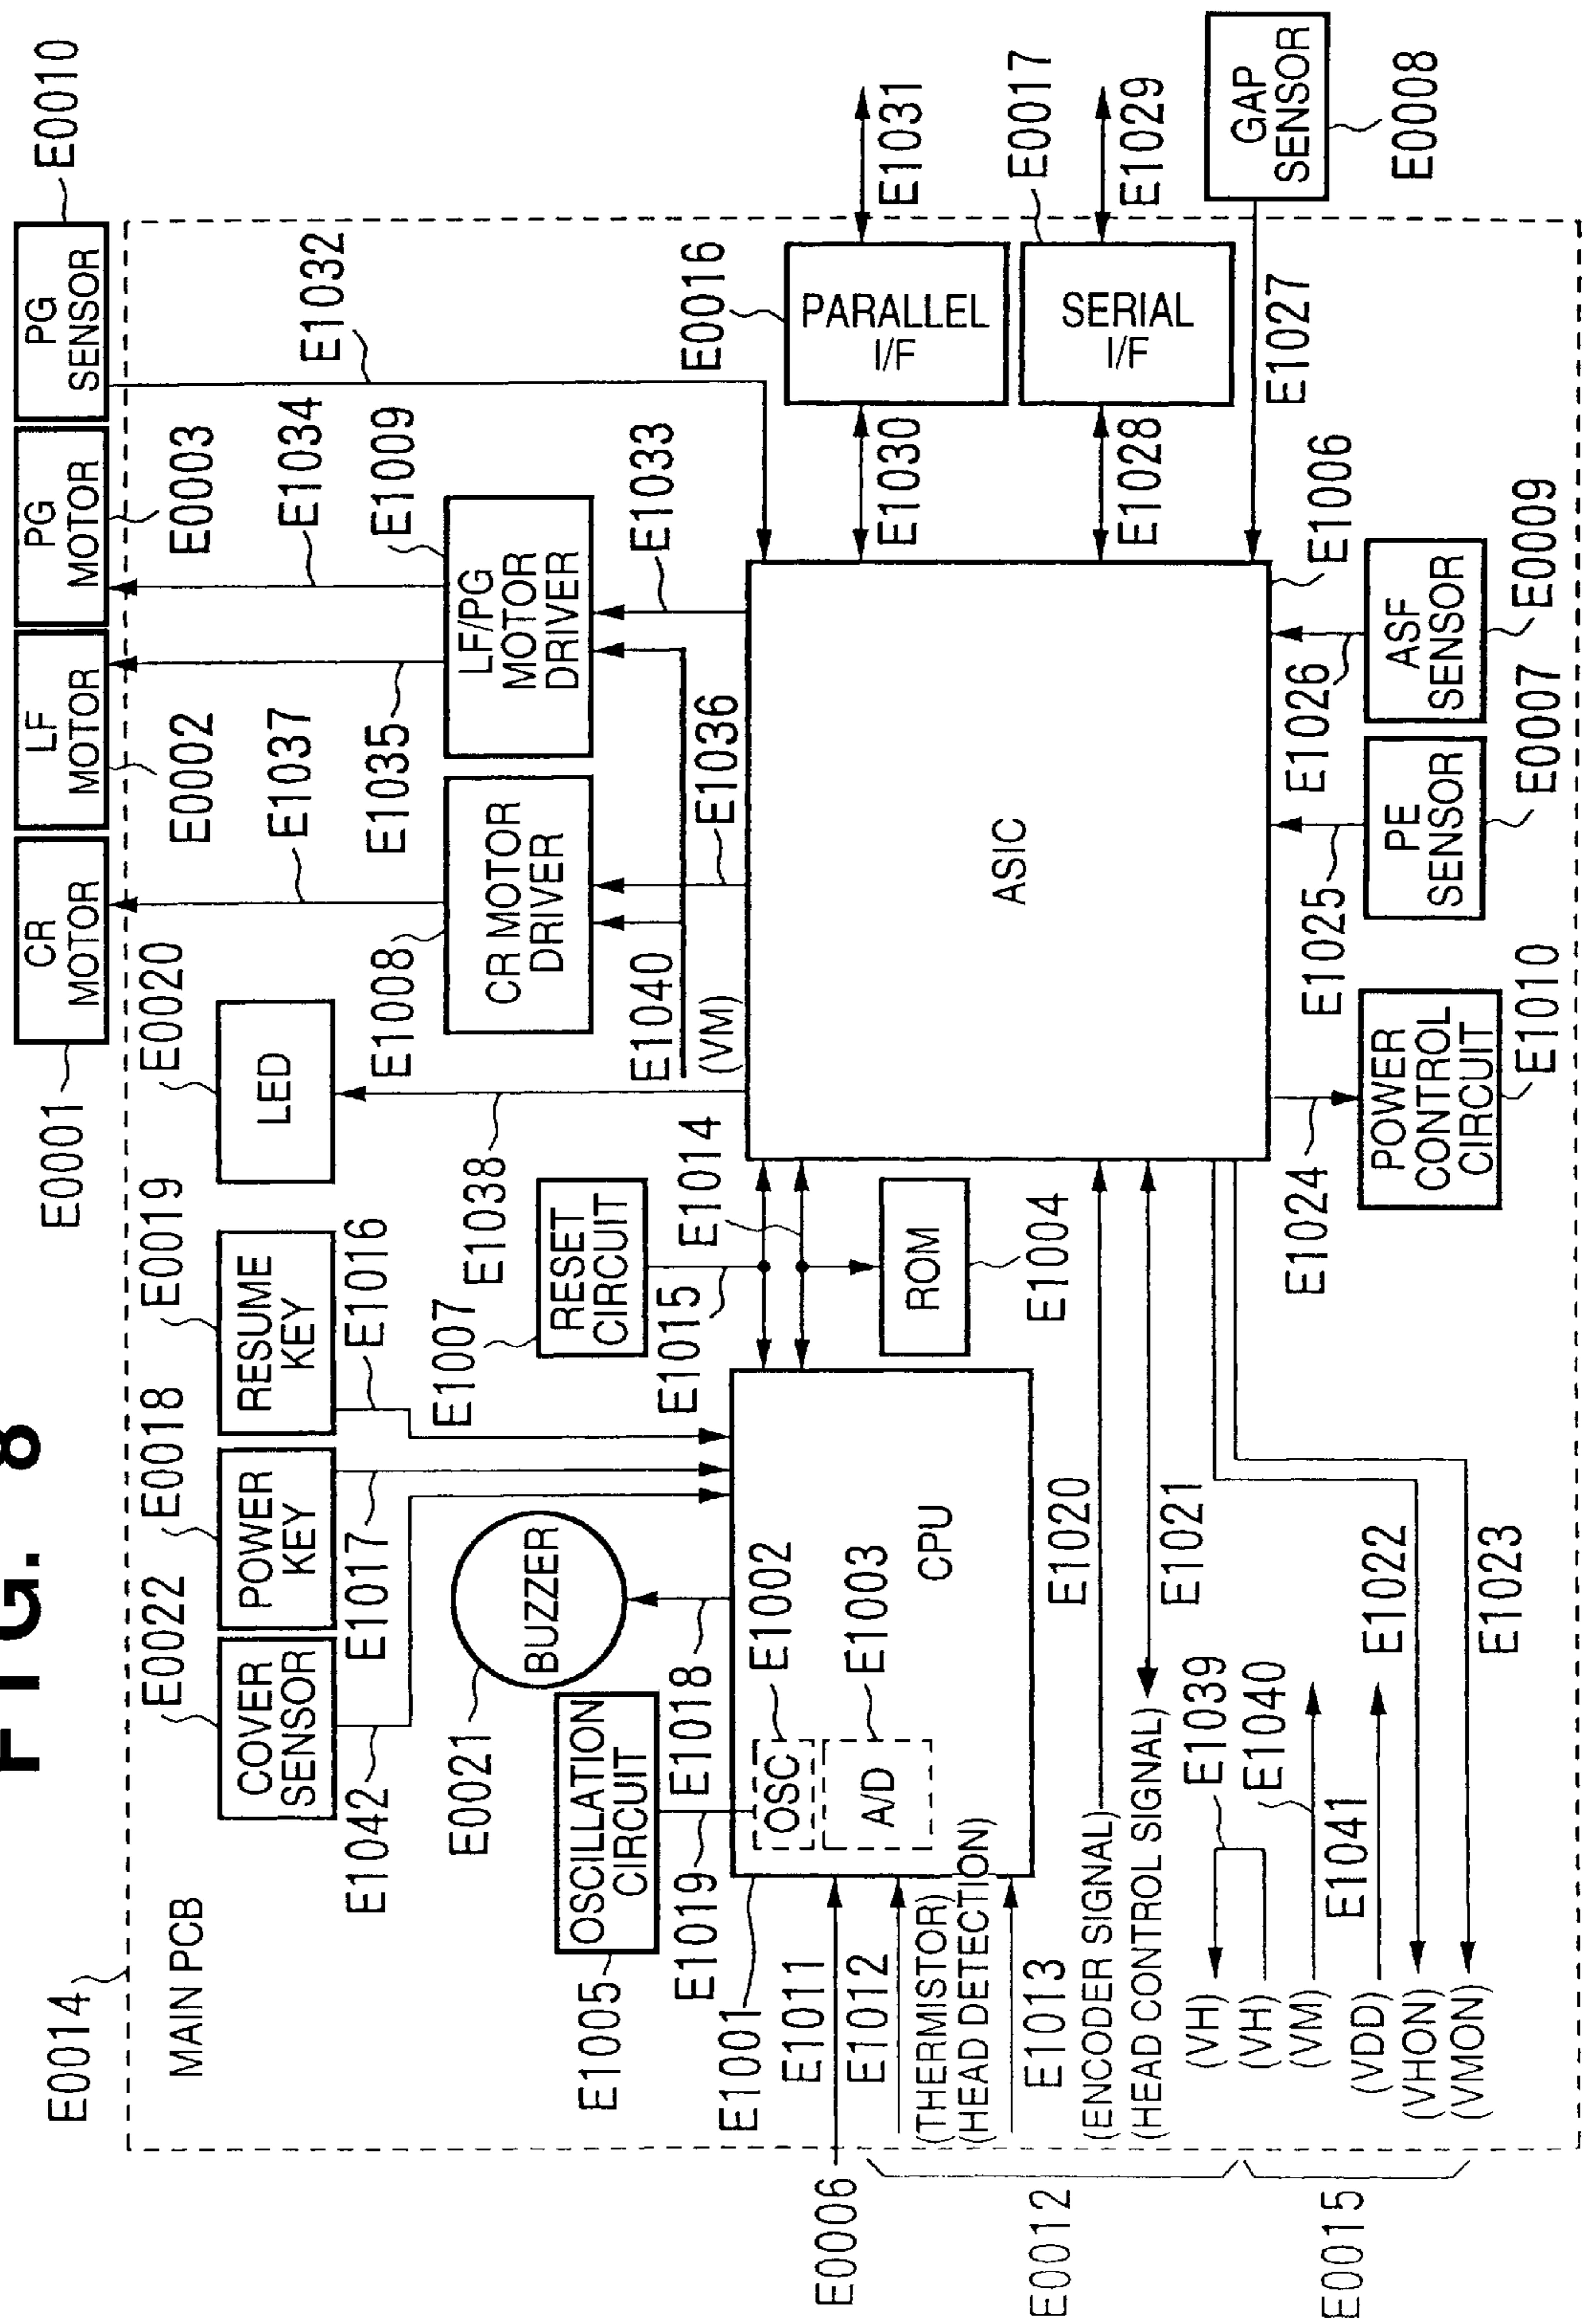 FIG. 8
E0014
MAIN PCB
E0022
COVER
SENSOR
E1042
E0018
POWER
KEY
E1017
E0019
RESUME
KEY
E1016
E0020
LED
E1038
E0001
CR
MOTOR
E1037
E0002
LF
MOTOR
E1035
E0003
PG
MOTOR
E1034
E0010
PG
SENSOR
E1032
E0021
BUZZER
E1018
E1005
OSCILLATION
CIRCUIT
E1019
E1007
RESET
CIRCUIT
E1015
E1014
E1008
CR MOTOR
DRIVER
E1009
LF/PG
MOTOR
DRIVER
E1033
E1036
E1040
(VM)
E0016
PARALLEL
I/F
E1030
E1031
E0017
SERIAL
I/F
E1028
E1029
GAP
SENSOR
E0008
E1027
E1001
OSC
E1002
A/D
E1003
CPU
ROM
E1004
ASIC
E1006
E0006
E1011
E1012
(THERMISTOR)
(HEAD DETECTION)
E1013
(ENCODER SIGNAL)
E1020
(HEAD CONTROL SIGNAL)
E1021
E0012
(VH)
(VH)
E1039
(VM)
E1040
(VDD)
E1041
(VHON)
E1022
(VMON)
E1023
E0015
E1024
POWER
CONTROL
CIRCUIT
E1010
E1025
PE
SENSOR
E0007
E1026
ASF
SENSOR
E0009